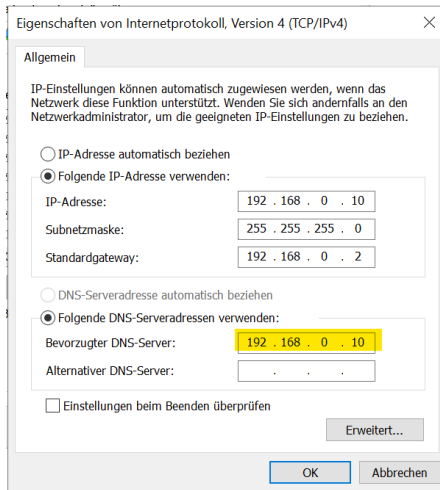 Eigenschaften von Internetprotokoll, Version 4 (TCP/IPv4)
Allgemein
IP-Einstellungen können automatisch zugewiesen werden, wenn das
Netzwerk diese Funktion unterstützt. Wenden Sie sich andernfalls an den
Netzwerkadministrator, um die geeigneten IP-Einstellungen zu beziehen.
IP-Adresse automatisch beziehen
Folgende IP-Adresse verwenden:
IP-Adresse: 192 . 168 . 0 . 10
Subnetzmaske: 255 . 255 . 255 . 0
Standardgateway: 192 . 168 . 0 . 2
DNS-Serveradresse automatisch beziehen
Folgende DNS-Serveradressen verwenden:
Bevorzugter DNS-Server: 192 . 168 . 0 . 10
Alternativer DNS-Server: . . .
Einstellungen beim Beenden überprüfen
Erweitert...
OK Abbrechen